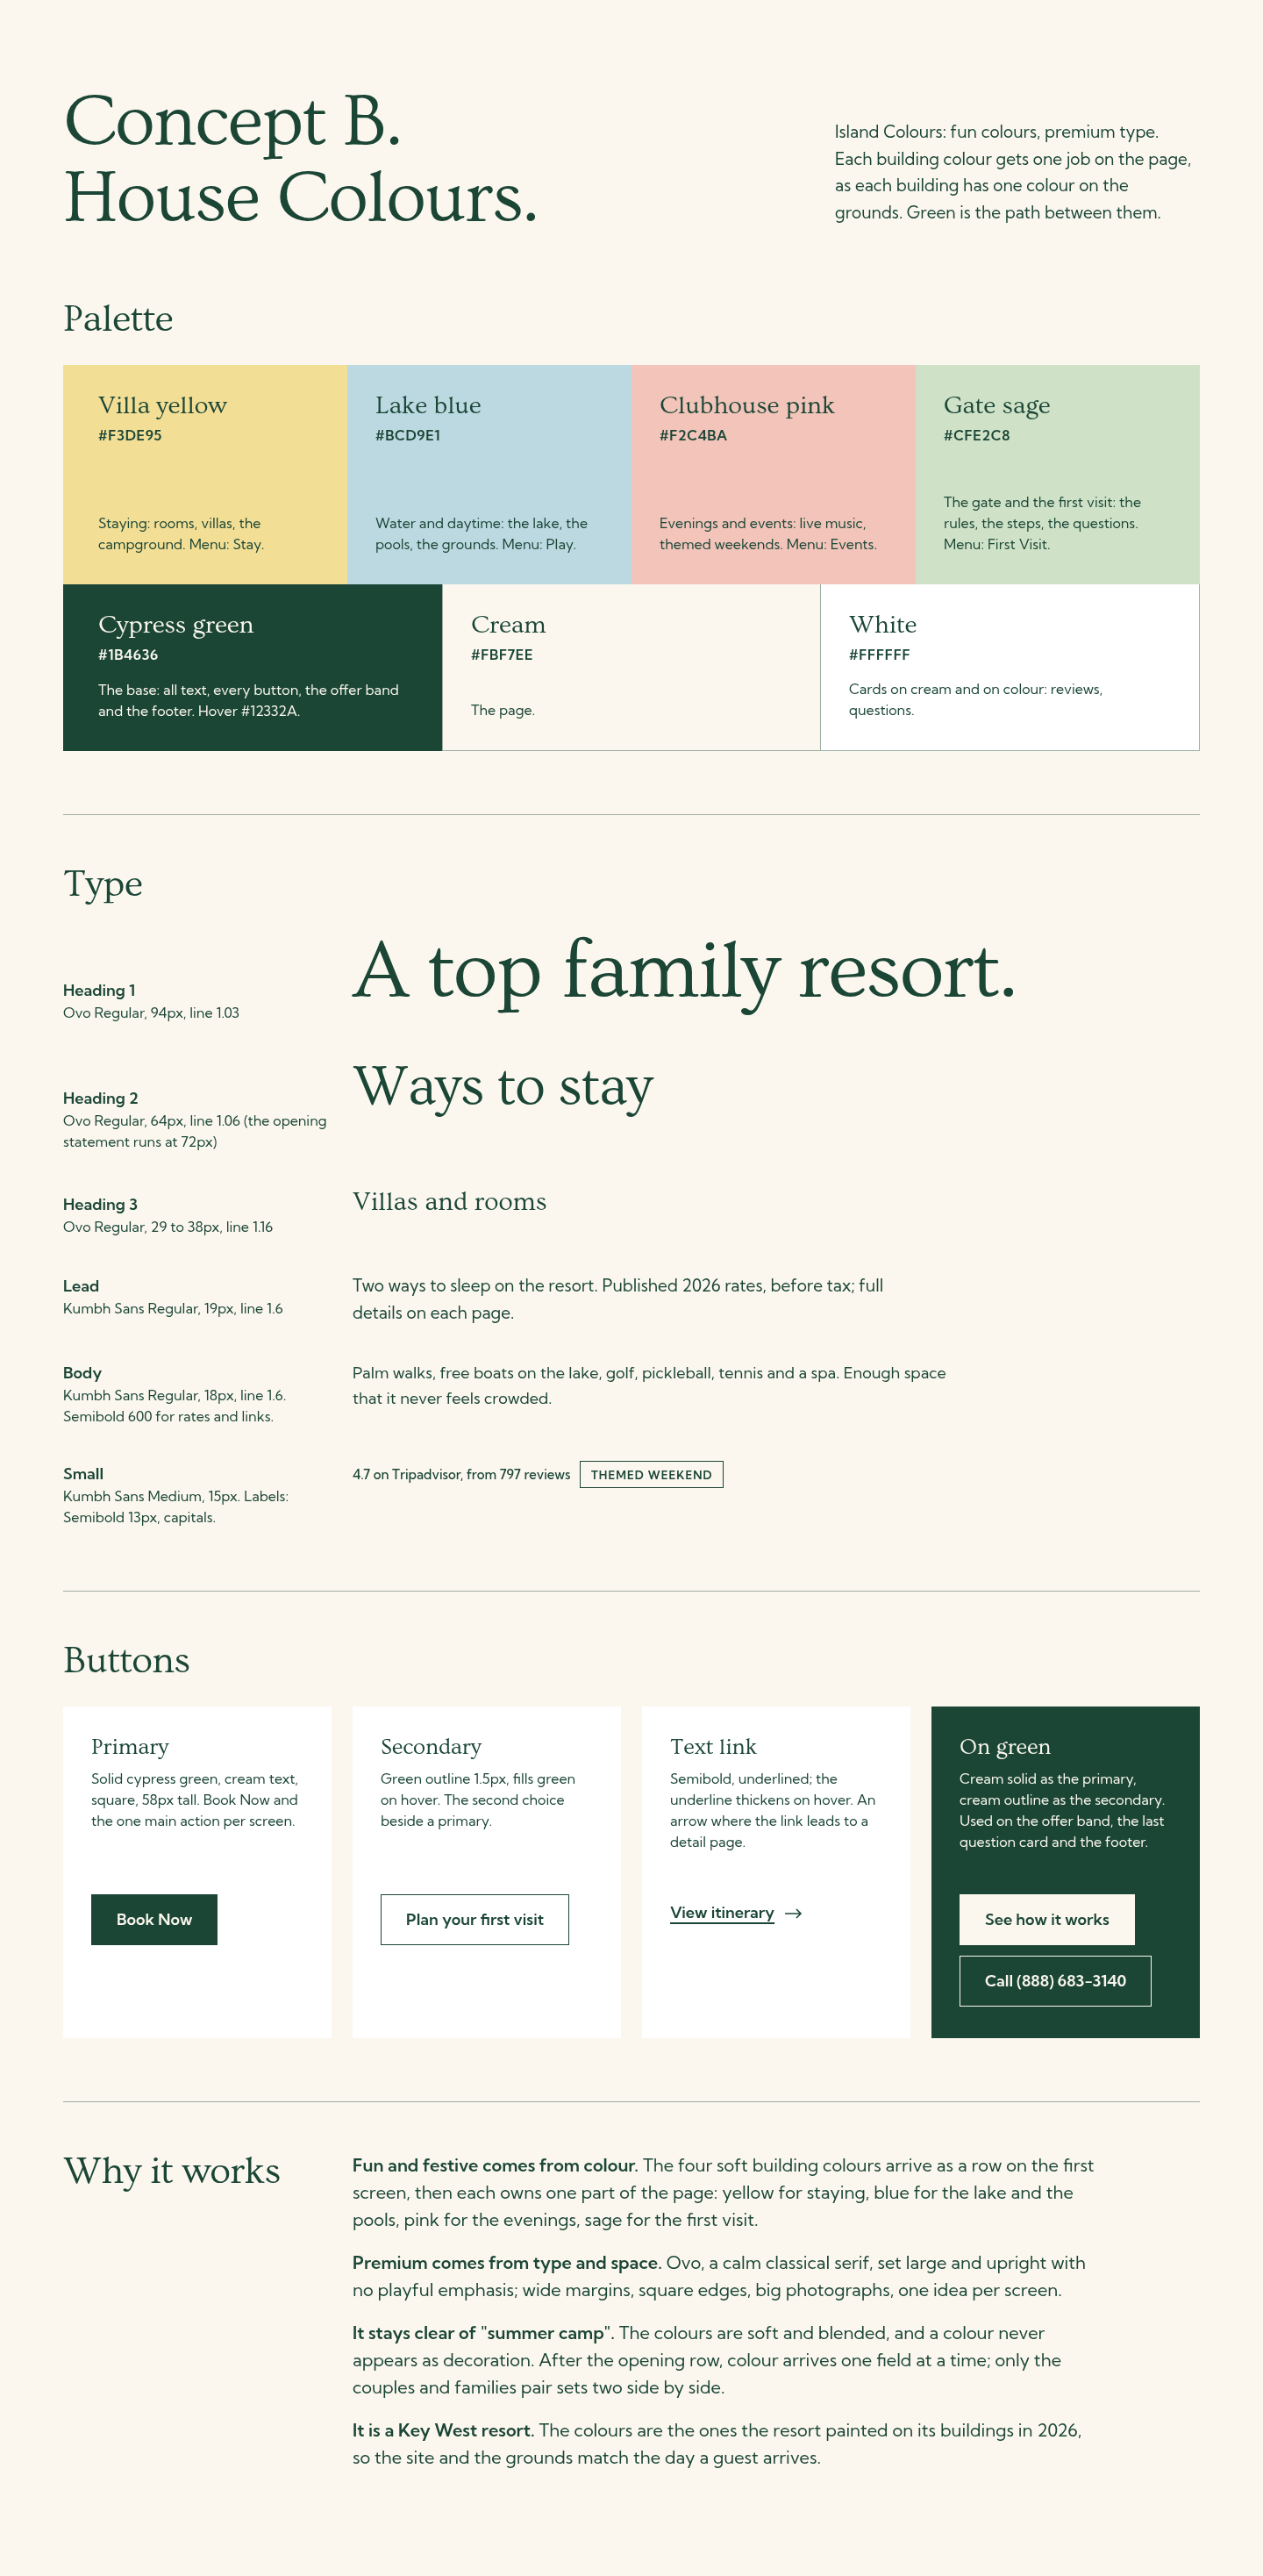 Concept B.
House Colours.
Island Colours: fun colours, premium type.
Each building colour gets one job on the page,
as each building has one colour on the
grounds. Green is the path between them.
Palette
Villa yellow
#F3DE95
Staying: rooms, villas, the
campground. Menu: Stay.
Lake blue
#BCD9E1
Water and daytime: the lake, the
pools, the grounds. Menu: Play.
Clubhouse pink
#F2C4BA
Evenings and events: live music,
themed weekends. Menu: Events.
Gate sage
#CFE2C8
The gate and the first visit: the
rules, the steps, the questions.
Menu: First Visit.
Cypress green
#1B4636
The base: all text, every button, the offer band
and the footer. Hover #12332A.
Cream
#FBF7EE
The page.
White
#FFFFFF
Cards on cream and on colour: reviews,
questions.
Type
Heading 1
Ovo Regular, 94px, line 1.03
A top family resort.
Heading 2
Ovo Regular, 64px, line 1.06 (the opening
statement runs at 72px)
Ways to stay
Heading 3
Ovo Regular, 29 to 38px, line 1.16
Villas and rooms
Lead
Kumbh Sans Regular, 19px, line 1.6
Two ways to sleep on the resort. Published 2026 rates, before tax; full
details on each page.
Body
Kumbh Sans Regular, 18px, line 1.6.
Semibold 600 for rates and links.
Palm walks, free boats on the lake, golf, pickleball, tennis and a spa. Enough space
that it never feels crowded.
Small
Kumbh Sans Medium, 15px. Labels:
Semibold 13px, capitals.
4.7 on Tripadvisor, from 797 reviews
THEMED WEEKEND
Buttons
Primary
Solid cypress green, cream text,
square, 58px tall. Book Now and
the one main action per screen.
Book Now
Secondary
Green outline 1.5px, fills green
on hover. The second choice
beside a primary.
Plan your first visit
Text link
Semibold, underlined; the
underline thickens on hover. An
arrow where the link leads to a
detail page.
View itinerary →
On green
Cream solid as the primary,
cream outline as the secondary.
Used on the offer band, the last
question card and the footer.
See how it works
Call (888) 683-3140
Why it works
Fun and festive comes from colour. The four soft building colours arrive as a row on the first
screen, then each owns one part of the page: yellow for staying, blue for the lake and the
pools, pink for the evenings, sage for the first visit.
Premium comes from type and space. Ovo, a calm classical serif, set large and upright with
no playful emphasis; wide margins, square edges, big photographs, one idea per screen.
It stays clear of "summer camp". The colours are soft and blended, and a colour never
appears as decoration. After the opening row, colour arrives one field at a time; only the
couples and families pair sets two side by side.
It is a Key West resort. The colours are the ones the resort painted on its buildings in 2026,
so the site and the grounds match the day a guest arrives.